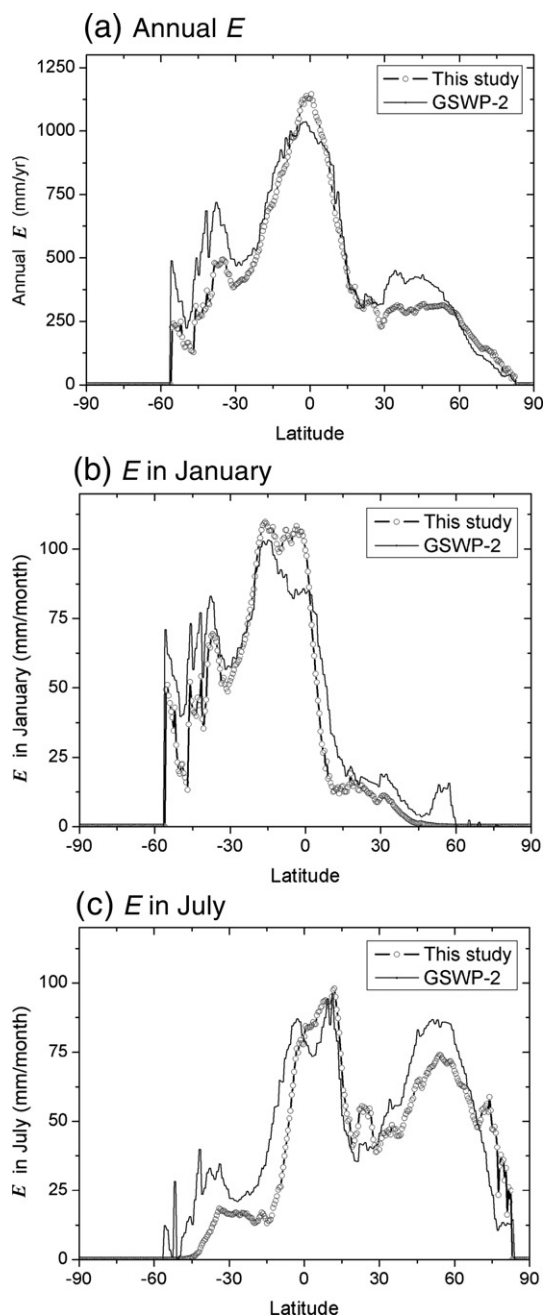 (a) Annual E
1250
1000
750
500
250
0
Annual E (mm/yr)
This study
GSWP-2
-90 -60 -30 0 30 60 90
Latitude
(b) E in January
100
75
50
25
0
E in January (mm/month)
This study
GSWP-2
-90 -60 -30 0 30 60 90
Latitude
(c) E in July
100
75
50
25
0
E in July (mm/month)
This study
GSWP-2
-90 -60 -30 0 30 60 90
Latitude